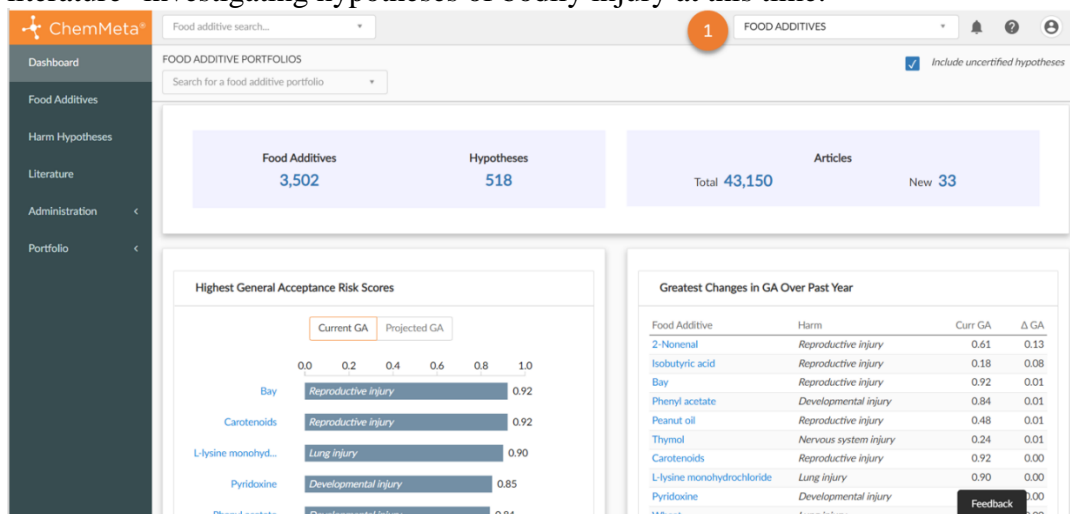 ChemMeta®
Food additive search...
1
FOOD ADDITIVES
Dashboard
Food Additives
Harm Hypotheses
Literature
Administration
Portfolio
FOOD ADDITIVE PORTFOLIOS
Search for a food additive portfolio
Include uncertified hypotheses
Food Additives
3,502
Hypotheses
518
Articles
Total 43,150 New 33
Highest General Acceptance Risk Scores
Current GA Projected GA
0.0 0.2 0.4 0.6 0.8 1.0
Bay Reproductive injury 0.92
Carotenoids Reproductive injury 0.92
L-lysine monohyd... Lung injury 0.90
Pyridoxine Developmental injury 0.85
Greatest Changes in GA Over Past Year
Food Additive Harm Curr GA Δ GA
2-Nonenal Reproductive injury 0.61 0.13
Isobutyric acid Reproductive injury 0.18 0.08
Bay Reproductive injury 0.92 0.01
Phenyl acetate Developmental injury 0.84 0.01
Peanut oil Reproductive injury 0.48 0.01
Thymol Nervous system injury 0.24 0.01
Carotenoids Reproductive injury 0.92 0.00
L-lysine monohydrochloride Lung injury 0.90 0.00
Pyridoxine Developmental injury
Feedback